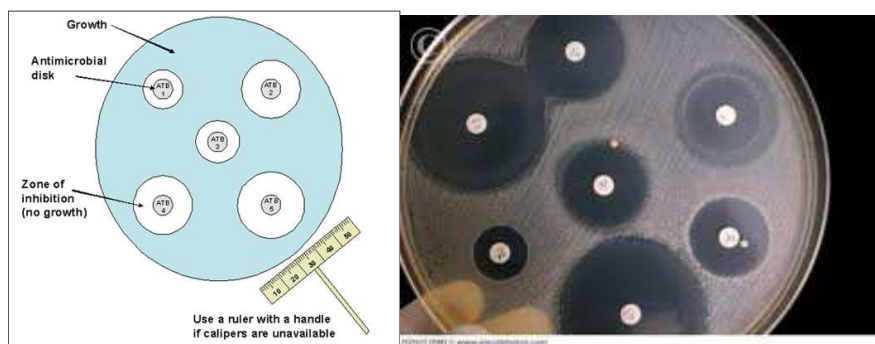 Growth
Antimicrobial
disk
ATB
1
ATB
2
ATB
3
Zone of
inhibition
(no growth)
ATB
4
ATB
5
10 20 30 40 50
Use a ruler with a handle
if calipers are unavailable
©